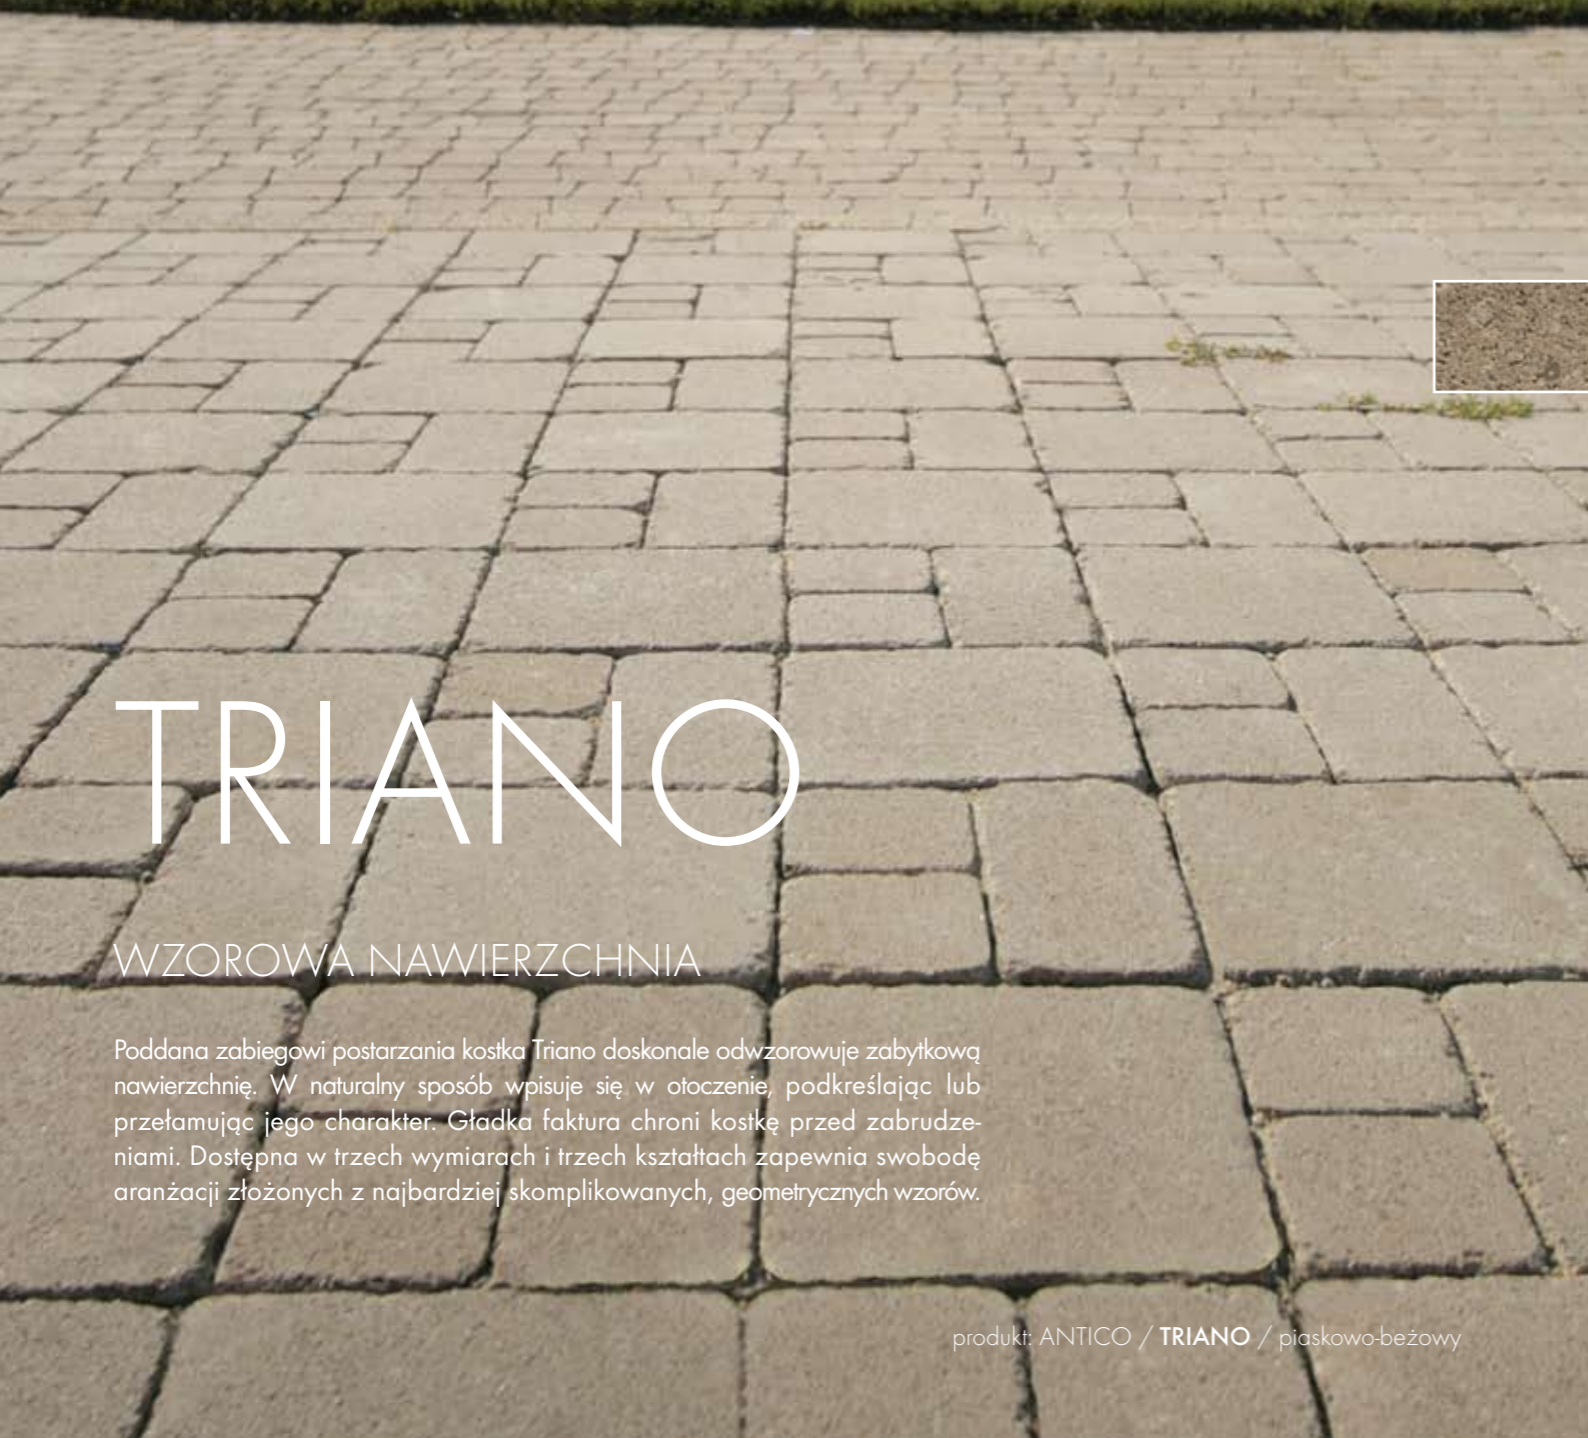 TRIANO
WZOROWA NAWIERZCHNIA
Poddana zabiegowi postarzania kostka Triano doskonale odwzorowuje zabytkową
nawierzchnię. W naturalny sposób wpisuje się w otoczenie, podkreślając lub
przełamując jego charakter. Gładka faktura chroni kostkę przed zabrudze-
niami. Dostępna w trzech wymiarach i trzech kształtach zapewnia swobodę
aranżacji złożonych z najbardziej skomplikowanych, geometrycznych wzorów.
produkt: ANTICO / TRIANO / piaskowo-beżowy